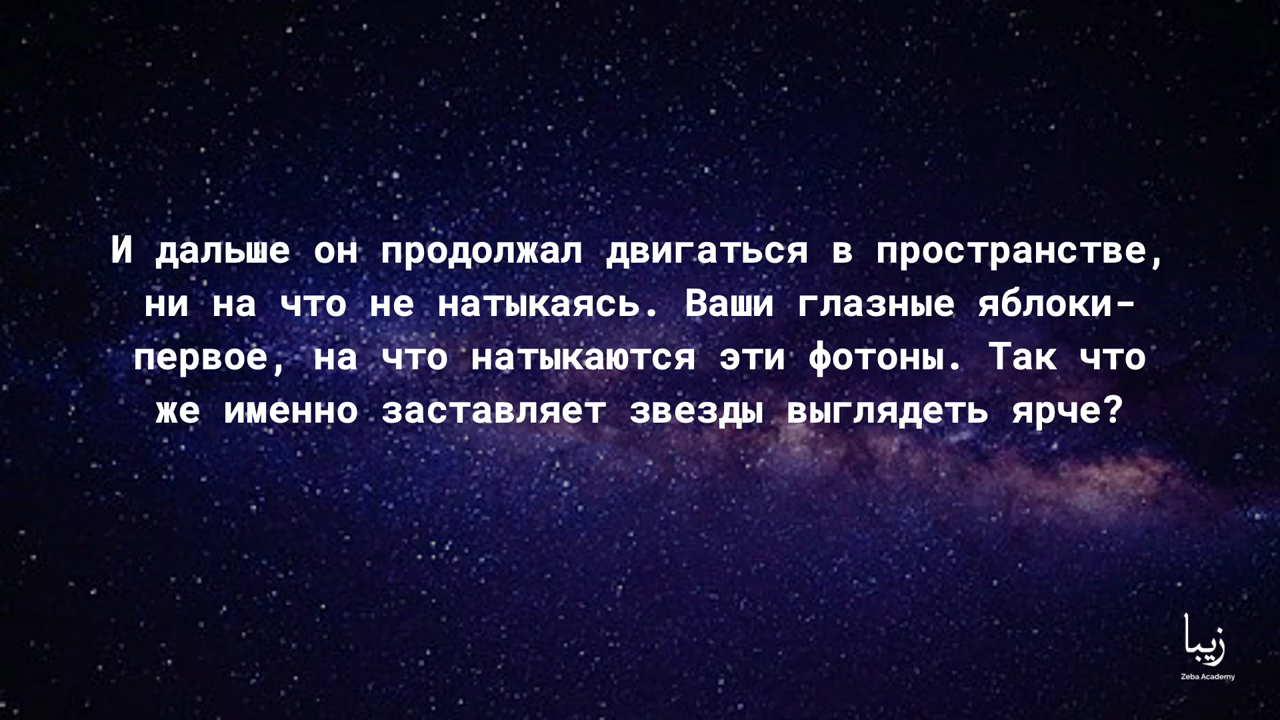 И дальше он продолжал двигаться в пространстве,
ни на что не натыкаясь. Ваши глазные яблоки-
первое, на что натыкаются эти фотоны. Так что
же именно заставляет звезды выглядеть ярче?
زيبا
Zeba Academy